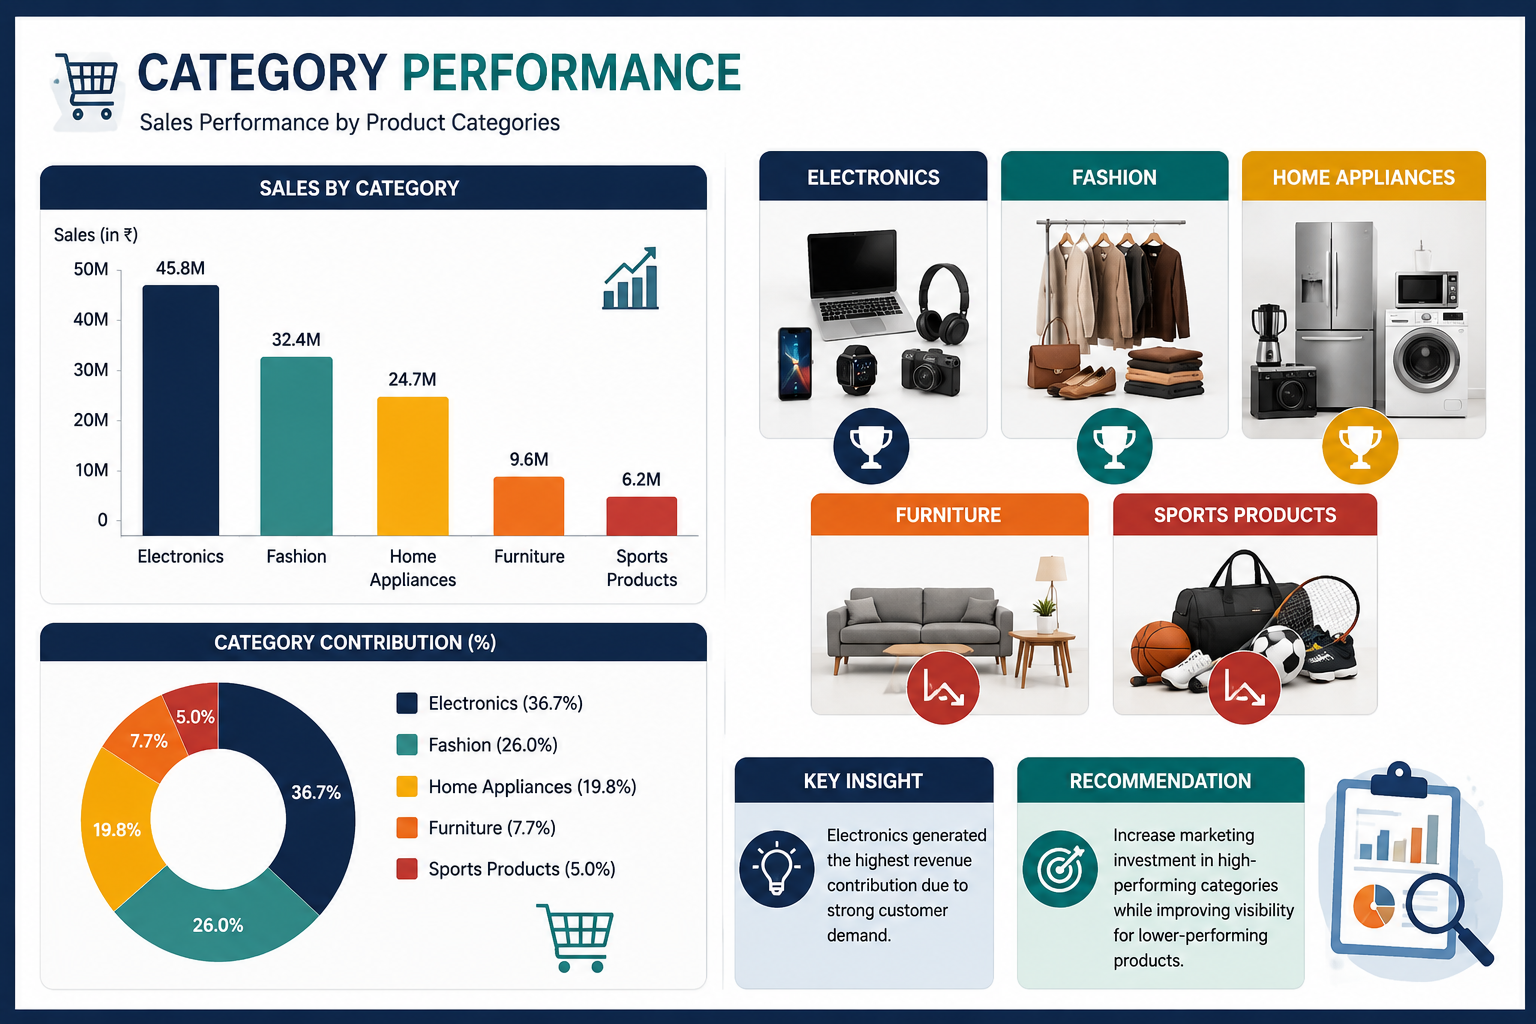 CATEGORY PERFORMANCE
Sales Performance by Product Categories
SALES BY CATEGORY
Sales (in ₹)
50M
40M
30M
20M
10M
0
45.8M
32.4M
24.7M
9.6M
6.2M
Electronics
Fashion
Home
Appliances
Furniture
Sports
Products
CATEGORY CONTRIBUTION (%)
5.0%
7.7%
36.7%
19.8%
26.0%
Electronics (36.7%)
Fashion (26.0%)
Home Appliances (19.8%)
Furniture (7.7%)
Sports Products (5.0%)
ELECTRONICS
FASHION
HOME APPLIANCES
FURNITURE
SPORTS PRODUCTS
KEY INSIGHT
Electronics generated
the highest revenue
contribution due to
strong customer
demand.
RECOMMENDATION
Increase marketing
investment in high-
performing categories
while improving visibility
for lower-performing
products.